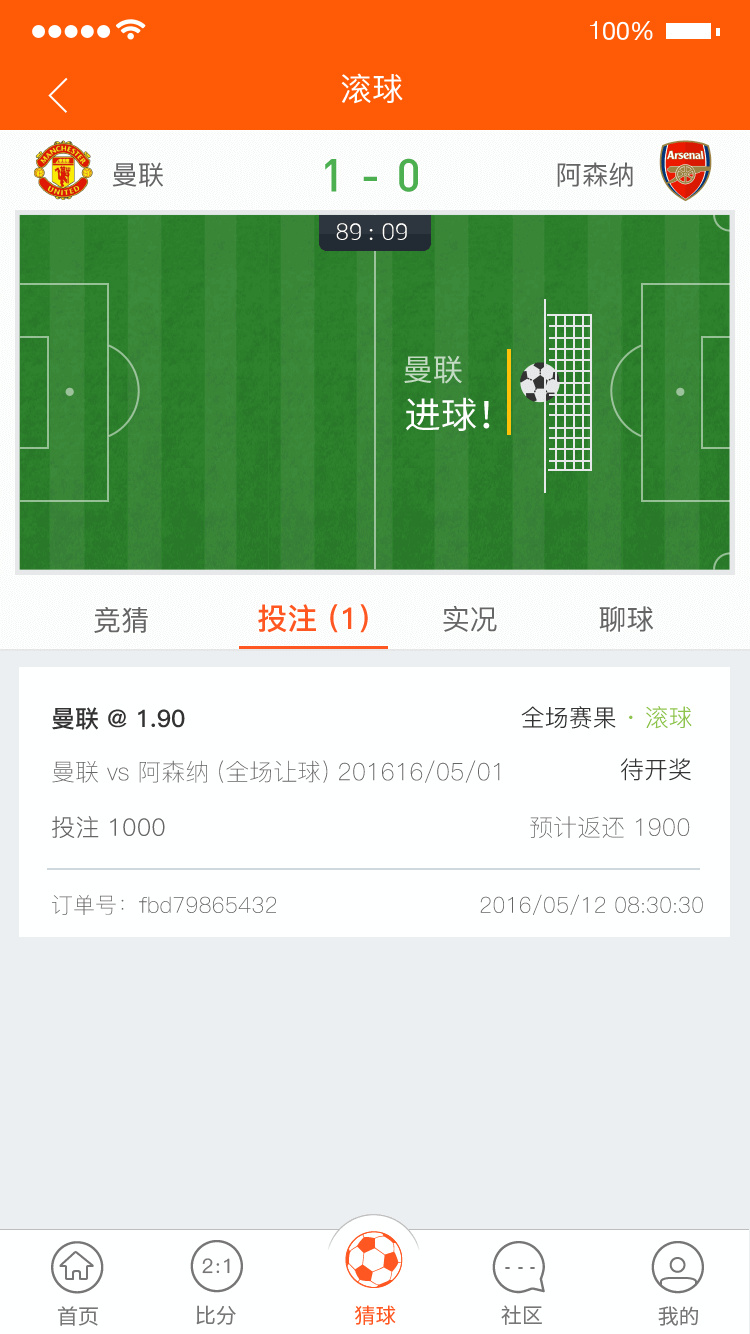 100%
滚球
MANCHESTER UNITED
曼联
1 - 0
阿森纳
Arsenal
89 : 09
曼联
进球!
竞猜
投注 (1)
实况
聊球
曼联 @ 1.90
全场赛果 · 滚球
曼联 vs 阿森纳 (全场让球) 201616/05/01
待开奖
投注 1000
预计返还 1900
订单号: fbd79865432
2016/05/12 08:30:30
2:1
首页
比分
猜球
社区
我的